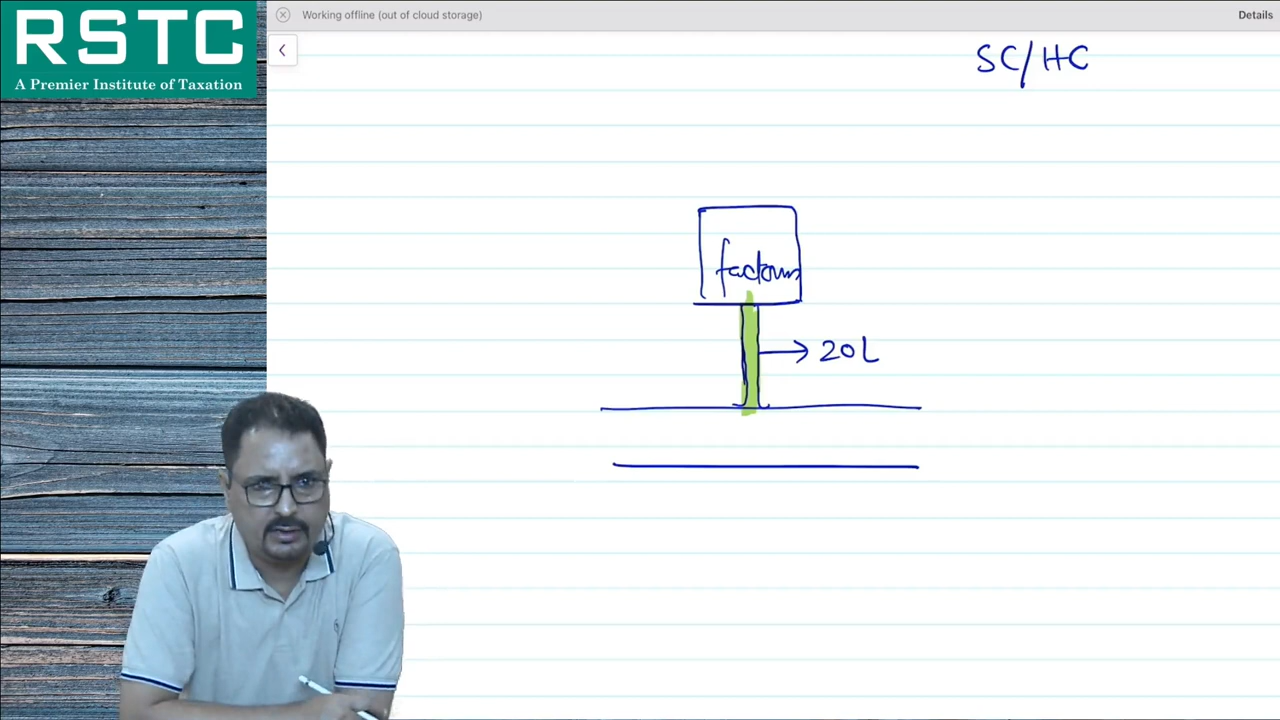 RSTC
A Premier Institute of Taxation
Working offline (out of cloud storage)
Details
SC/HC
factory
20L